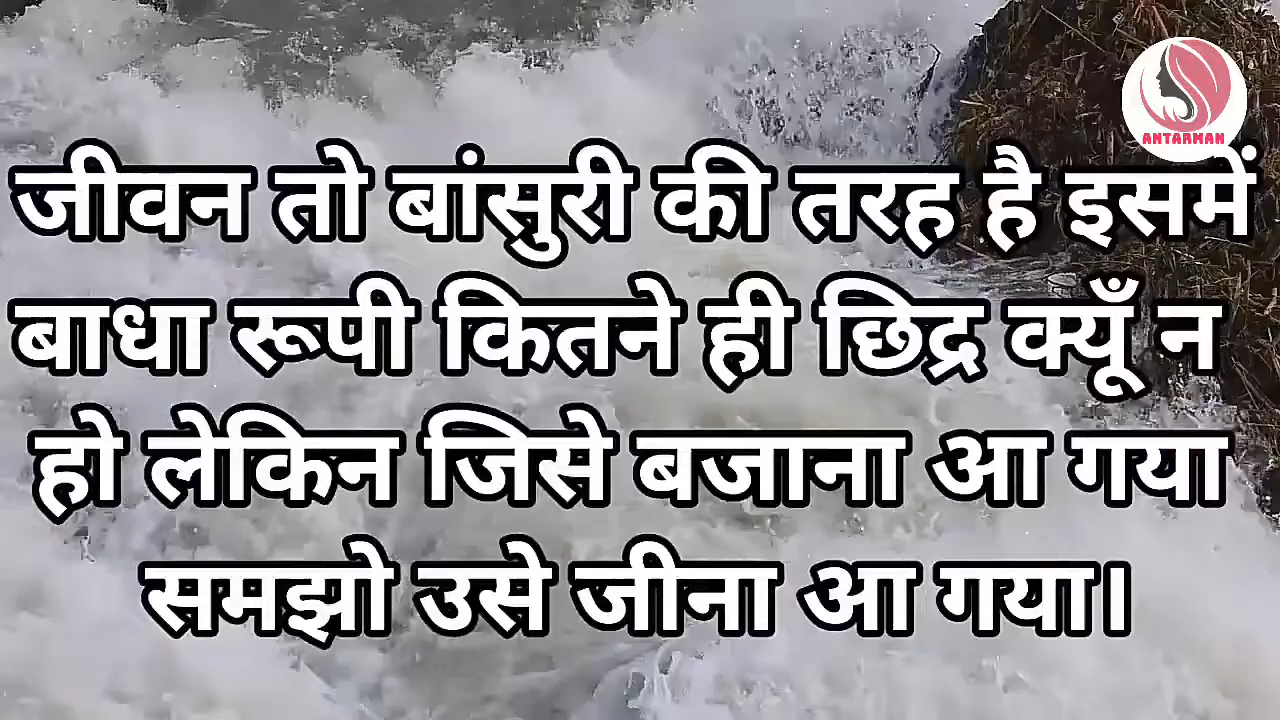 ANTARMAN
जीवन तो बांसुरी की तरह है इसमें
बाधा रूपी कितने ही छिद्र क्यूँ न
हो लेकिन जिसे बजाना आ गया
समझो उसे जीना आ गया।